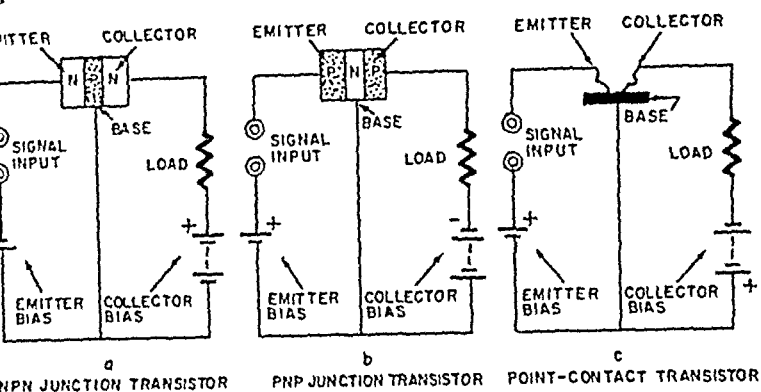 COLLECTOR
N P N
BASE
SIGNAL
INPUT
LOAD
+
EMITTER
BIAS
COLLECTOR
BIAS
a
NPN JUNCTION TRANSISTOR
EMITTER
COLLECTOR
P N P
BASE
SIGNAL
INPUT
LOAD
+
-
EMITTER
BIAS
COLLECTOR
BIAS
b
PNP JUNCTION TRANSISTOR
EMITTER
COLLECTOR
BASE
SIGNAL
INPUT
LOAD
+
+
EMITTER
BIAS
COLLECTOR
BIAS
c
POINT-CONTACT TRANSISTOR